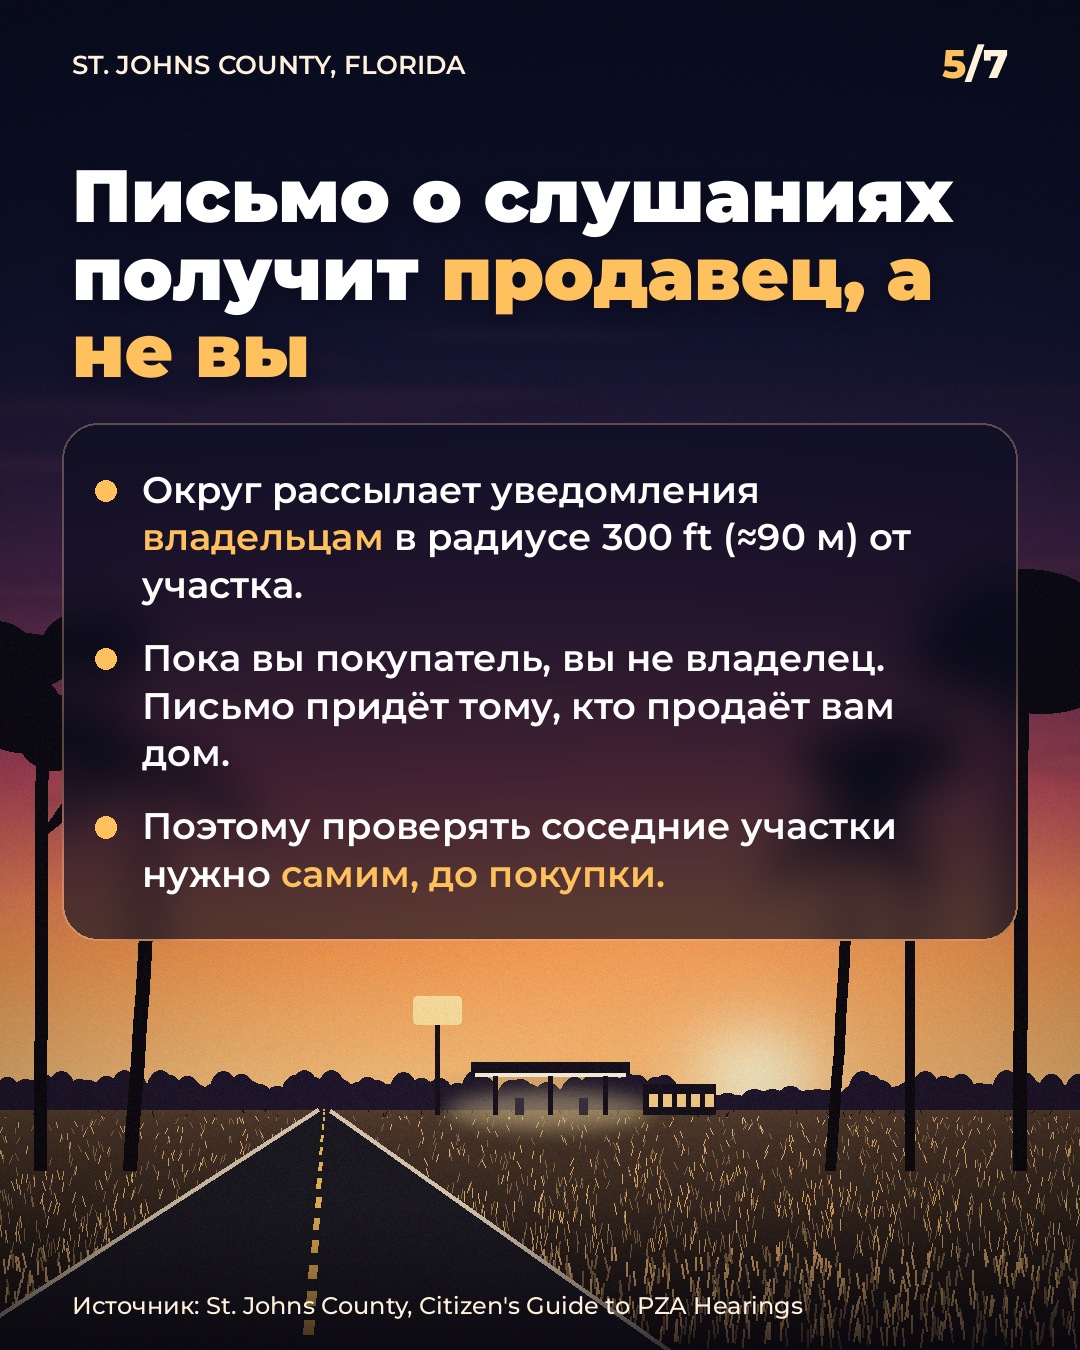 ST. JOHNS COUNTY, FLORIDA
5/7
Письмо о слушаниях
получит продавец, а
не вы
Округ рассылает уведомления
владельцам в радиусе 300 ft (≈90 м) от
участка.
Пока вы покупатель, вы не владелец.
Письмо придёт тому, кто продаёт вам
дом.
Поэтому проверять соседние участки
нужно самим, до покупки.
Источник: St. Johns County, Citizen's Guide to PZA Hearings